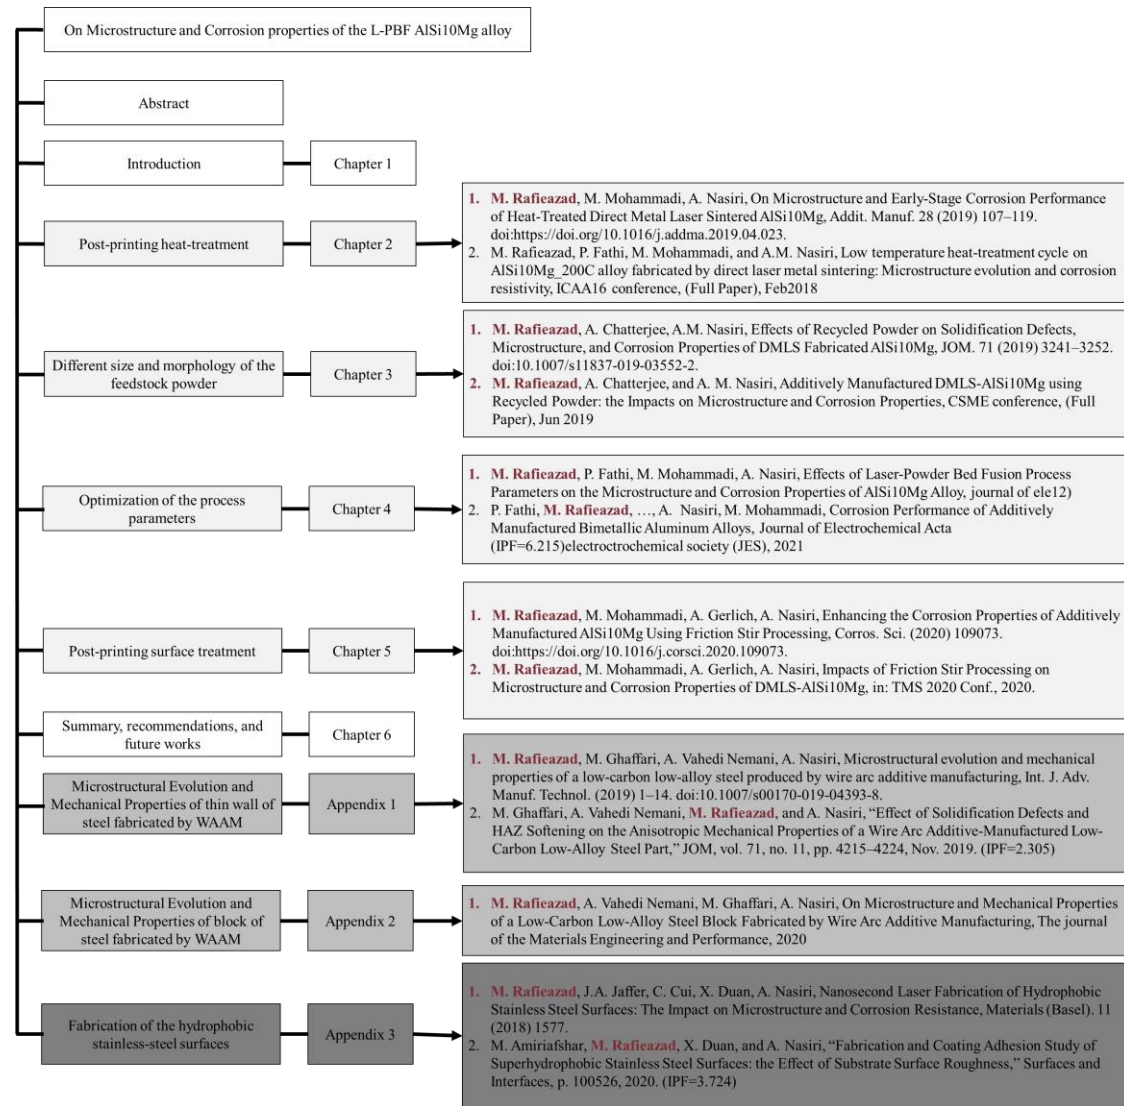 On Microstructure and Corrosion properties of the L-PBF AlSi10Mg alloy
Abstract
Introduction
Chapter 1
Post-printing heat-treatment
Chapter 2
1. M. Rafieazad, M. Mohammadi, A. Nasiri, On Microstructure and Early-Stage Corrosion Performance
of Heat-Treated Direct Metal Laser Sintered AlSi10Mg, Addit. Manuf. 28 (2019) 107–119.
doi:https://doi.org/10.1016/j.addma.2019.04.023.
2. M. Rafieazad, P. Fathi, M. Mohammadi, and A.M. Nasiri, Low temperature heat-treatment cycle on
AlSi10Mg_200C alloy fabricated by direct laser metal sintering: Microstructure evolution and corrosion
resistivity, ICAA16 conference, (Full Paper), Feb2018
Different size and morphology of the
feedstock powder
Chapter 3
1. M. Rafieazad, A. Chatterjee, A.M. Nasiri, Effects of Recycled Powder on Solidification Defects,
Microstructure, and Corrosion Properties of DMLS Fabricated AlSi10Mg, JOM. 71 (2019) 3241–3252.
doi:10.1007/s11837-019-03552-2.
2. M. Rafieazad, A. Chatterjee, and A. M. Nasiri, Additively Manufactured DMLS-AlSi10Mg using
Recycled Powder: the Impacts on Microstructure and Corrosion Properties, CSME conference, (Full
Paper), Jun 2019
Optimization of the process
parameters
Chapter 4
1. M. Rafieazad, P. Fathi, M. Mohammadi, A. Nasiri, Effects of Laser-Powder Bed Fusion Process
Parameters on the Microstructure and Corrosion Properties of AlSi10Mg Alloy, journal of ele12)
2. P. Fathi, M. Rafieazad, …, A. Nasiri, M. Mohammadi, Corrosion Performance of Additively
Manufactured Bimetallic Aluminum Alloys, Journal of Electrochemical Acta
(IPF=6.215)electroctrochemical society (JES), 2021
Post-printing surface treatment
Chapter 5
1. M. Rafieazad, M. Mohammadi, A. Gerlich, A. Nasiri, Enhancing the Corrosion Properties of Additively
Manufactured AlSi10Mg Using Friction Stir Processing, Corros. Sci. (2020) 109073.
doi:https://doi.org/10.1016/j.corsci.2020.109073.
2. M. Rafieazad, M. Mohammadi, A. Gerlich, A. Nasiri, Impacts of Friction Stir Processing on
Microstructure and Corrosion Properties of DMLS-AlSi10Mg, in: TMS 2020 Conf., 2020.
Summary, recommendations, and
future works
Chapter 6
Microstructural Evolution and
Mechanical Properties of thin wall of
steel fabricated by WAAM
Appendix 1
1. M. Rafieazad, M. Ghaffari, A. Vahedi Nemani, A. Nasiri, Microstructural evolution and mechanical
properties of a low-carbon low-alloy steel produced by wire arc additive manufacturing, Int. J. Adv.
Manuf. Technol. (2019) 1–14. doi:10.1007/s00170-019-04393-8.
2. M. Ghaffari, A. Vahedi Nemani, M. Rafieazad, and A. Nasiri, “Effect of Solidification Defects and
HAZ Softening on the Anisotropic Mechanical Properties of a Wire Arc Additive-Manufactured Low-
Carbon Low-Alloy Steel Part,” JOM, vol. 71, no. 11, pp. 4215–4224, Nov. 2019. (IPF=2.305)
Microstructural Evolution and
Mechanical Properties of block of
steel fabricated by WAAM
Appendix 2
1. M. Rafieazad, A. Vahedi Nemani, M. Ghaffari, A. Nasiri, On Microstructure and Mechanical Properties
of a Low-Carbon Low-Alloy Steel Block Fabricated by Wire Arc Additive Manufacturing, The journal
of the Materials Engineering and Performance, 2020
Fabrication of the hydrophobic
stainless-steel surfaces
Appendix 3
1. M. Rafieazad, J.A. Jaffer, C. Cui, X. Duan, A. Nasiri, Nanosecond Laser Fabrication of Hydrophobic
Stainless Steel Surfaces: The Impact on Microstructure and Corrosion Resistance, Materials (Basel). 11
(2018) 1577.
2. M. Amiriafshar, M. Rafieazad, X. Duan, and A. Nasiri, “Fabrication and Coating Adhesion Study of
Superhydrophobic Stainless Steel Surfaces: the Effect of Substrate Surface Roughness,” Surfaces and
Interfaces, p. 100526, 2020. (IPF=3.724)